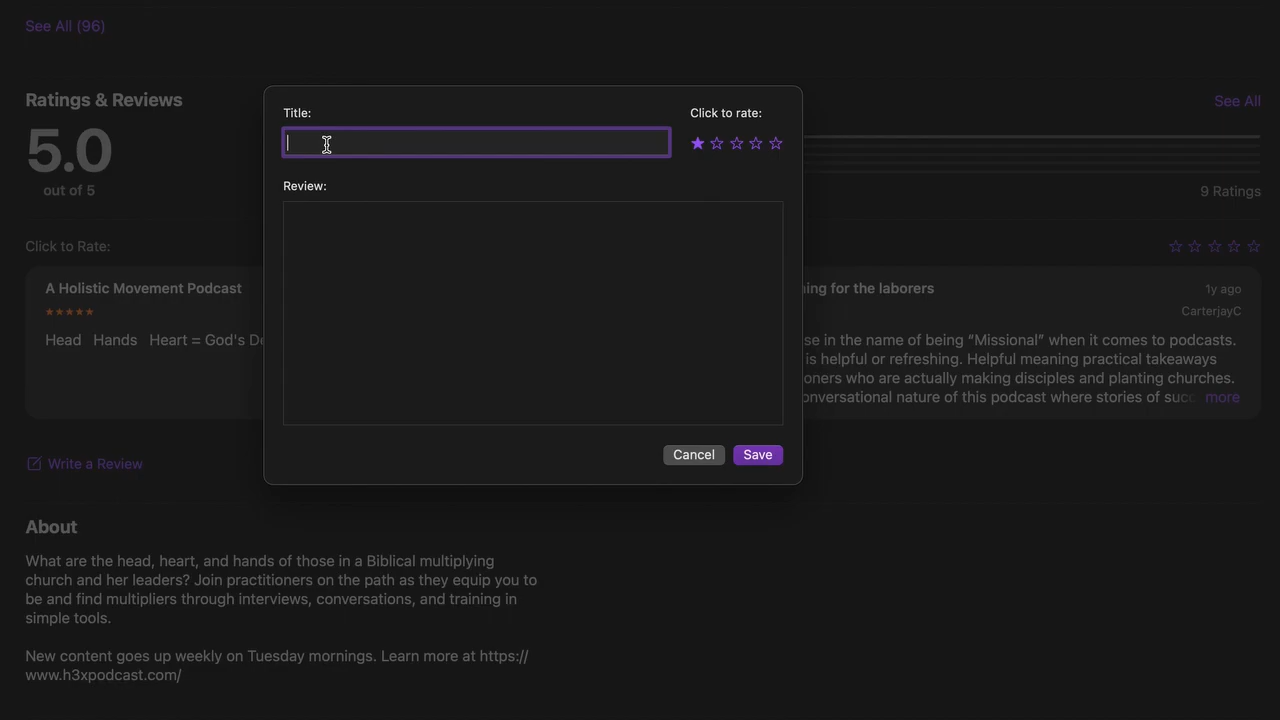 See All (96)
Ratings & Reviews
See All
5.0
out of 5
9 Ratings
Click to Rate:
A Holistic Movement Podcast
Head Hands Heart = God's De
ing for the laborers
1y ago
CarterjayC
se in the name of being “Missional” when it comes to podcasts.
is helpful or refreshing. Helpful meaning practical takeaways
oners who are actually making disciples and planting churches.
onversational nature of this podcast where stories of succ more
Title:
Click to rate:
Review:
Cancel
Save
Write a Review
About
What are the head, heart, and hands of those in a Biblical multiplying
church and her leaders? Join practitioners on the path as they equip you to
be and find multipliers through interviews, conversations, and training in
simple tools.
New content goes up weekly on Tuesday mornings. Learn more at https://
www.h3xpodcast.com/